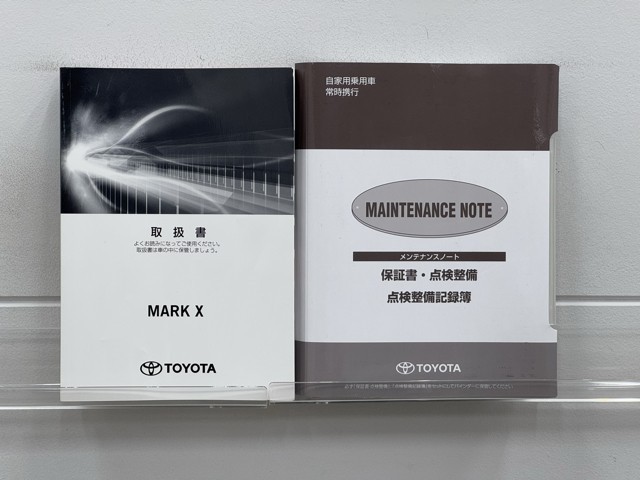 取扱書
よくお読みになってご使用ください。
取扱書は車の中に保管しましょう。
MARK X
TOYOTA
自家用乗用車
常時携行
MAINTENANCE NOTE
メンテナンスノート
保証書・点検整備
点検整備記録簿
TOYOTA